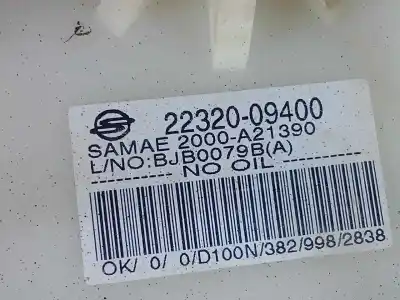 22320-09400
SAMAE 2000-A21390
L/NO:BJB0079B(A)
-------- NO OIL --------
OK/ 0/ 0/D100N/382/998/2838